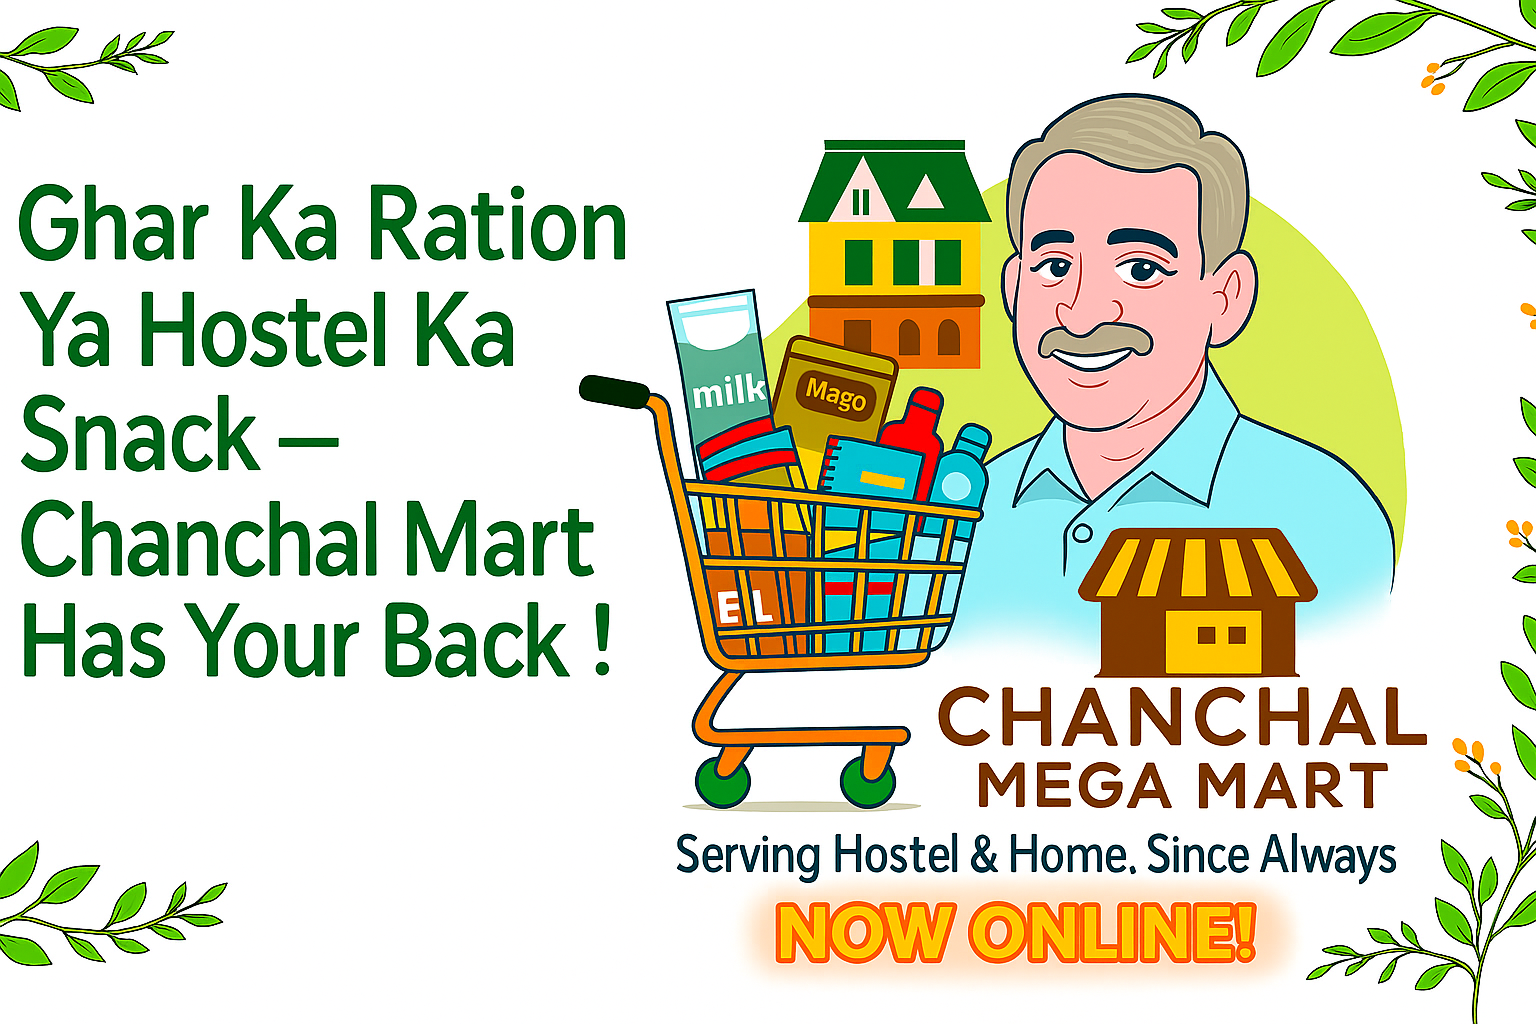 Ghar Ka Ration
Ya Hostel Ka
Snack –
Chanchal Mart
Has Your Back !
milk
Mago
EL
CHANCHAL
MEGA MART
Serving Hostel & Home. Since Always
NOW ONLINE!